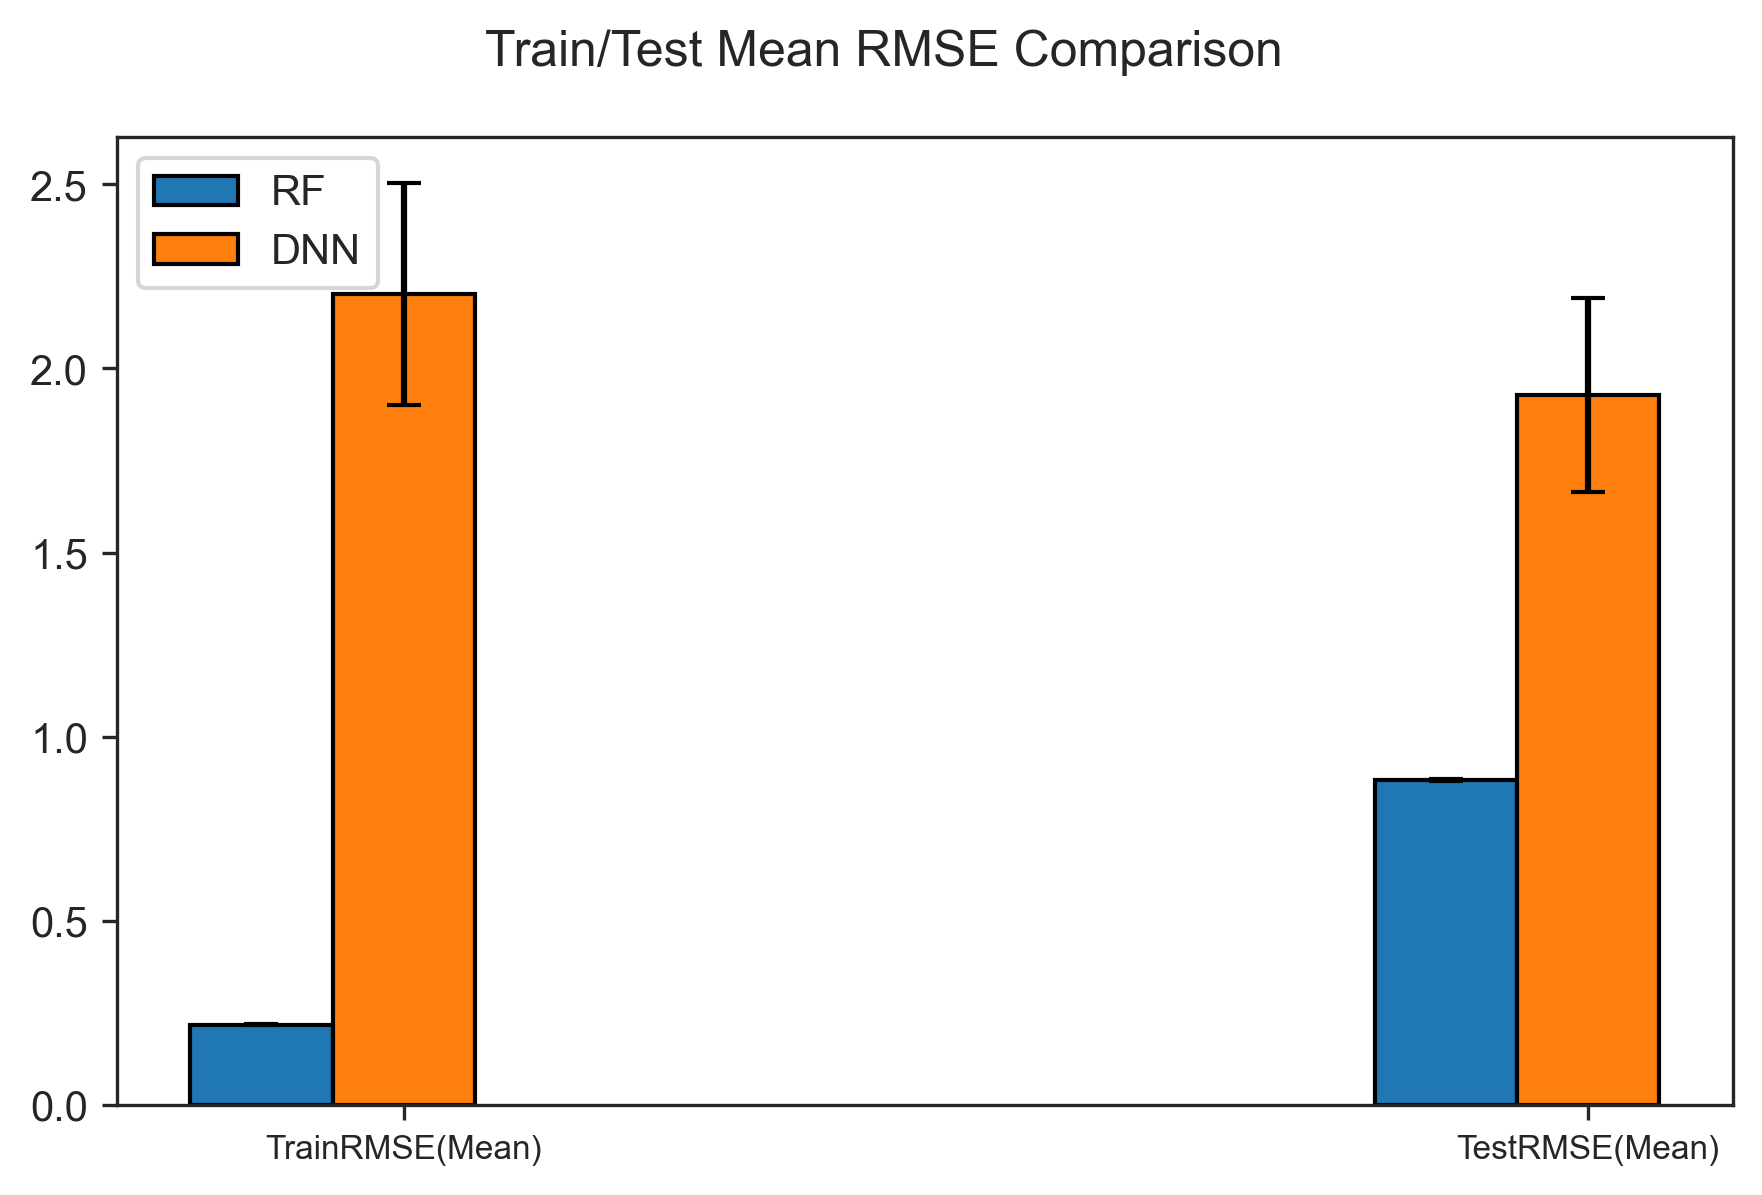 Train/Test Mean RMSE Comparison
RF
DNN
2.5
2.0
1.5
1.0
0.5
0.0
TrainRMSE(Mean)
TestRMSE(Mean)